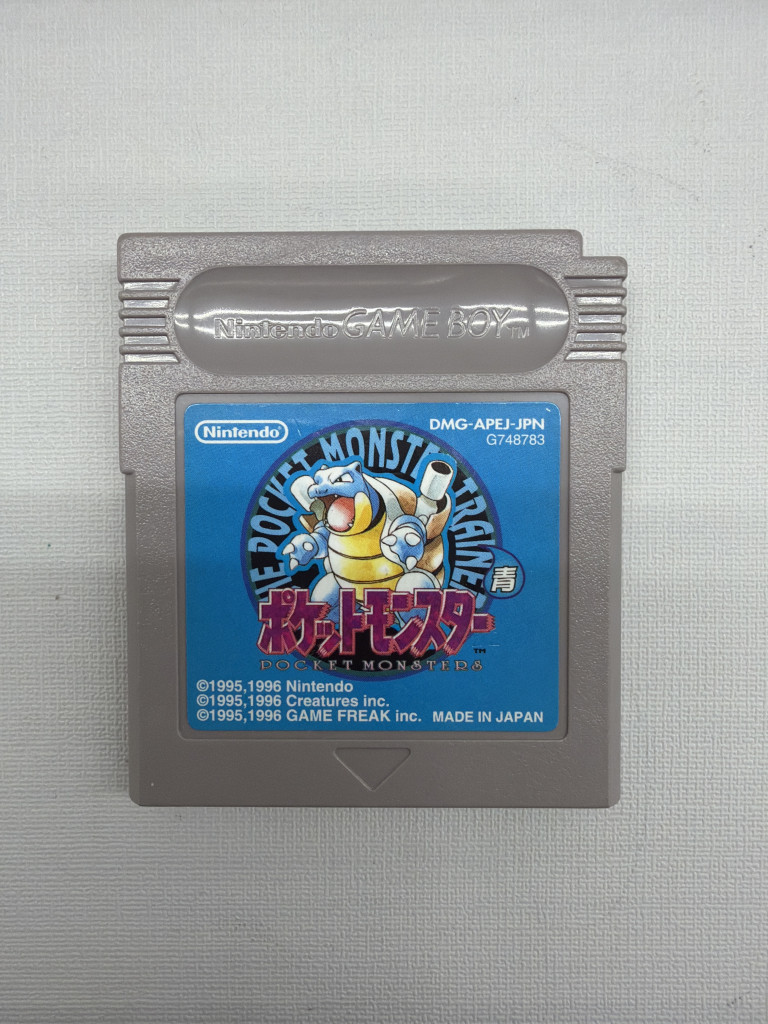 Nintendo GAME BOY™
Nintendo
DMG-APEJ-JPN
G748783
POCKET MONSTER TRAINER
青
ポケットモンスター™
POCKET MONSTERS
©1995,1996 Nintendo
©1995,1996 Creatures inc.
©1995,1996 GAME FREAK inc. MADE IN JAPAN